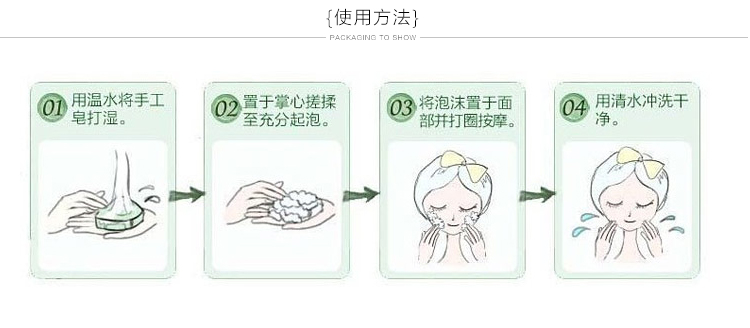 {使用方法}
PACKAGING TO SHOW
01 用温水将手工
皂打湿。
02 置于掌心搓揉
至充分起泡。
03 将泡沫置于面
部并打圈按摩。
04 用清水冲洗干
净。